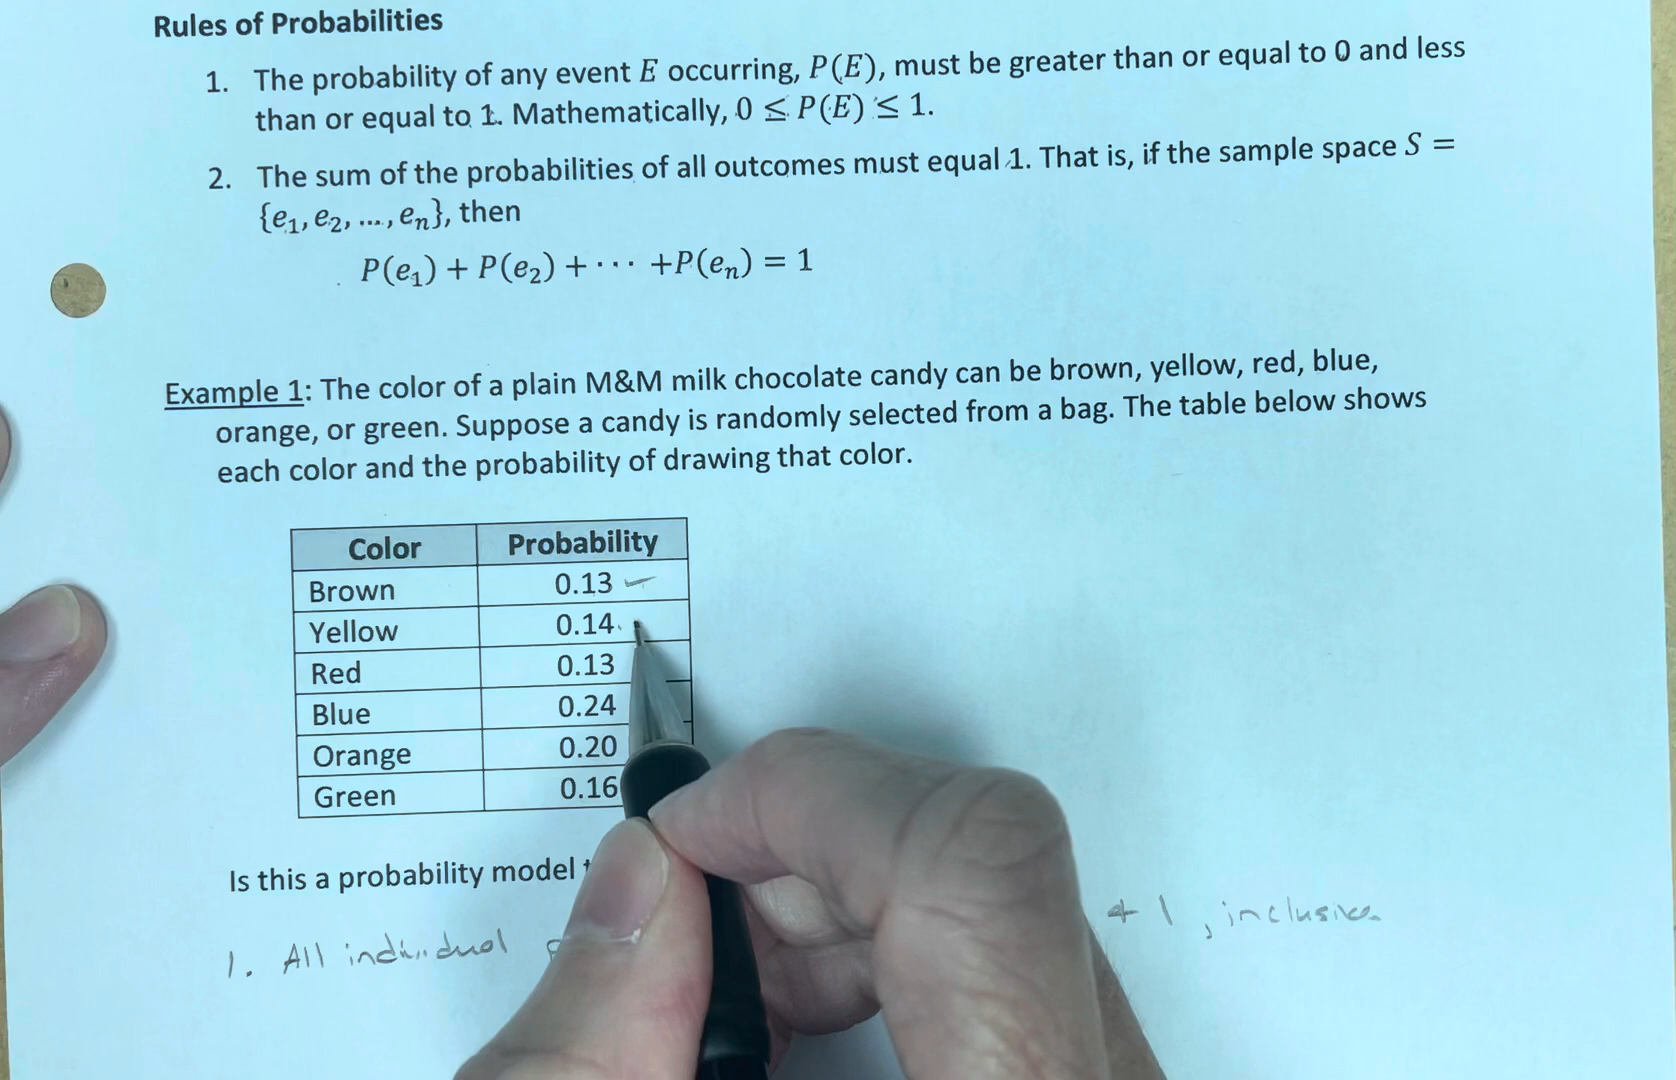 Rules of Probabilities
1. The probability of any event E occurring, P(E), must be greater than or equal to 0 and less
than or equal to 1. Mathematically, 0 ≤ P(E) ≤ 1.
2. The sum of the probabilities of all outcomes must equal 1. That is, if the sample space S =
{e₁, e₂, ..., eₙ}, then
P(e₁) + P(e₂) + ··· +P(eₙ) = 1
Example 1: The color of a plain M&M milk chocolate candy can be brown, yellow, red, blue,
orange, or green. Suppose a candy is randomly selected from a bag. The table below shows
each color and the probability of drawing that color.
Color Probability
Brown 0.13
Yellow 0.14
Red 0.13
Blue 0.24
Orange 0.20
Green 0.16
Is this a probability model
1. All individual + 1, inclusive